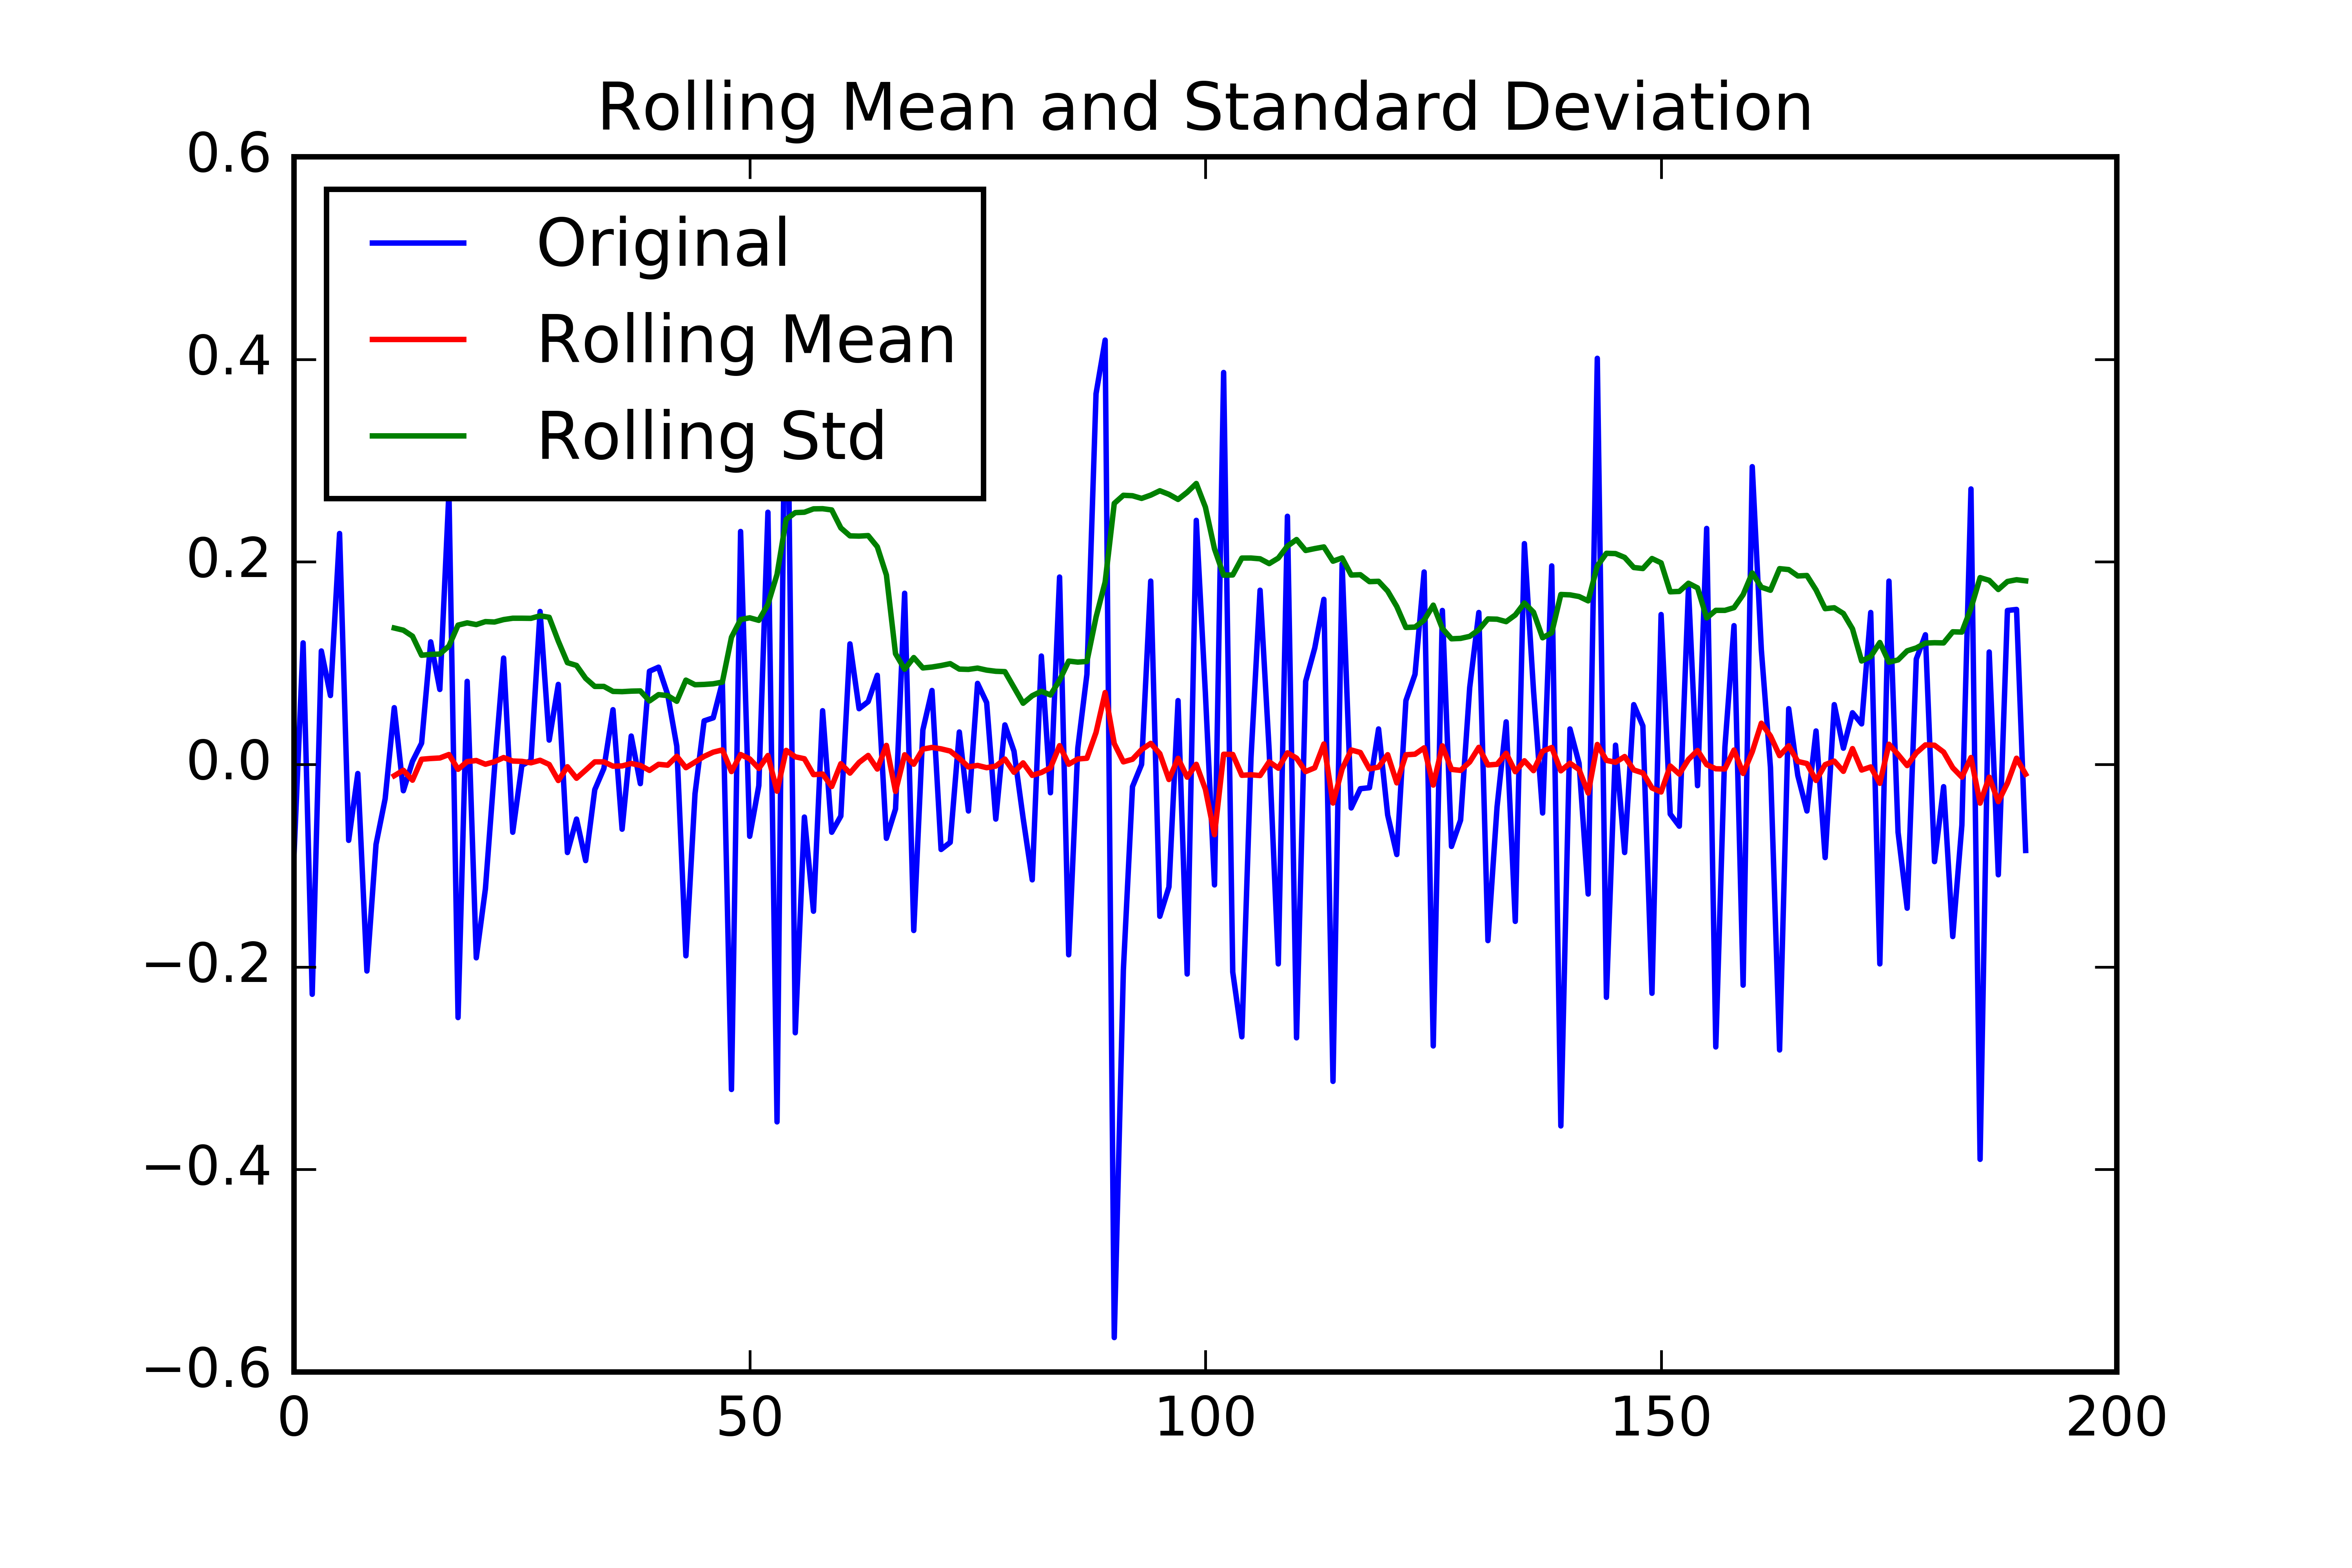 Rolling Mean and Standard Deviation
0.6
0.4
0.2
0.0
−0.2
−0.4
−0.6
Original
Rolling Mean
Rolling Std
0 50 100 150 200